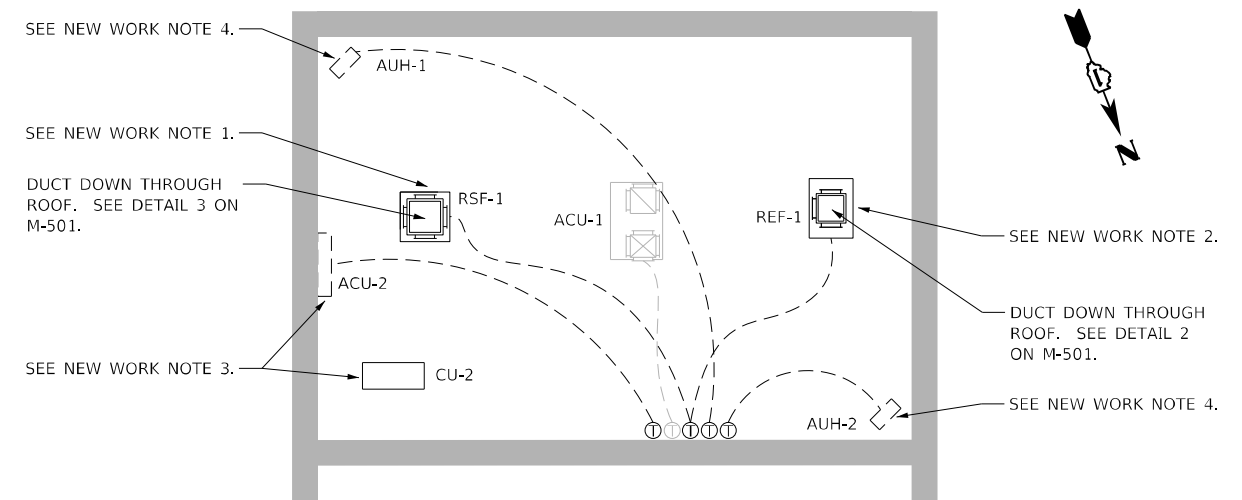 SEE NEW WORK NOTE 4.
AUH-1
SEE NEW WORK NOTE 1.
DUCT DOWN THROUGH
ROOF. SEE DETAIL 3 ON
M-501.
RSF-1
ACU-1
REF-1
SEE NEW WORK NOTE 2.
ACU-2
DUCT DOWN THROUGH
ROOF. SEE DETAIL 2
ON M-501.
SEE NEW WORK NOTE 3.
CU-2
SEE NEW WORK NOTE 4.
AUH-2
T T T T T
N